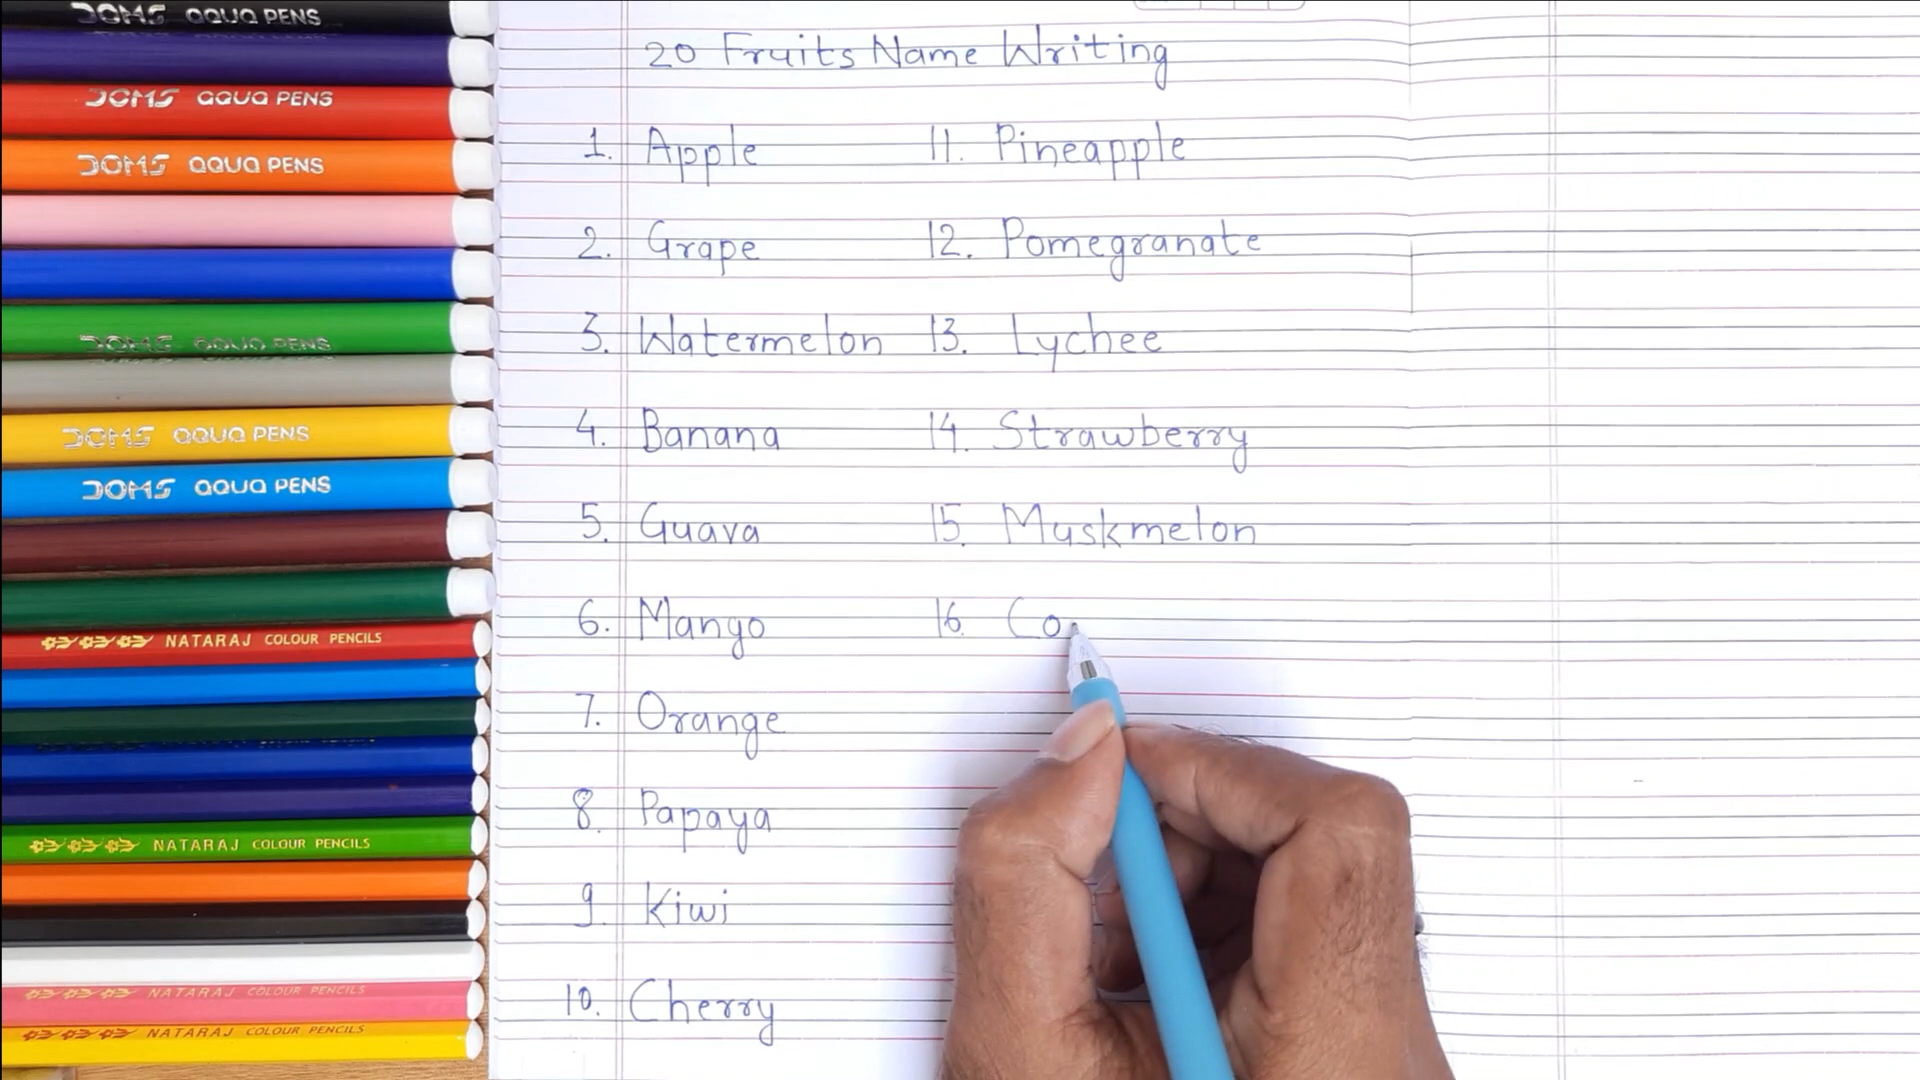 DOMS AQUA PENS
DOMS AQUA PENS
DOMS AQUA PENS
DOMS AQUA PENS
DOMS AQUA PENS
DOMS AQUA PENS
NATARAJ COLOUR PENCILS
NATARAJ COLOUR PENCILS
NATARAJ COLOUR PENCILS
NATARAJ COLOUR PENCILS
20 Fruits Name Writing
1. Apple
2. Grape
3. Watermelon
4. Banana
5. Guava
6. Mango
7. Orange
8. Papaya
9. Kiwi
10. Cherry
11. Pineapple
12. Pomegranate
13. Lychee
14. Strawberry
15. Muskmelon
16. Co